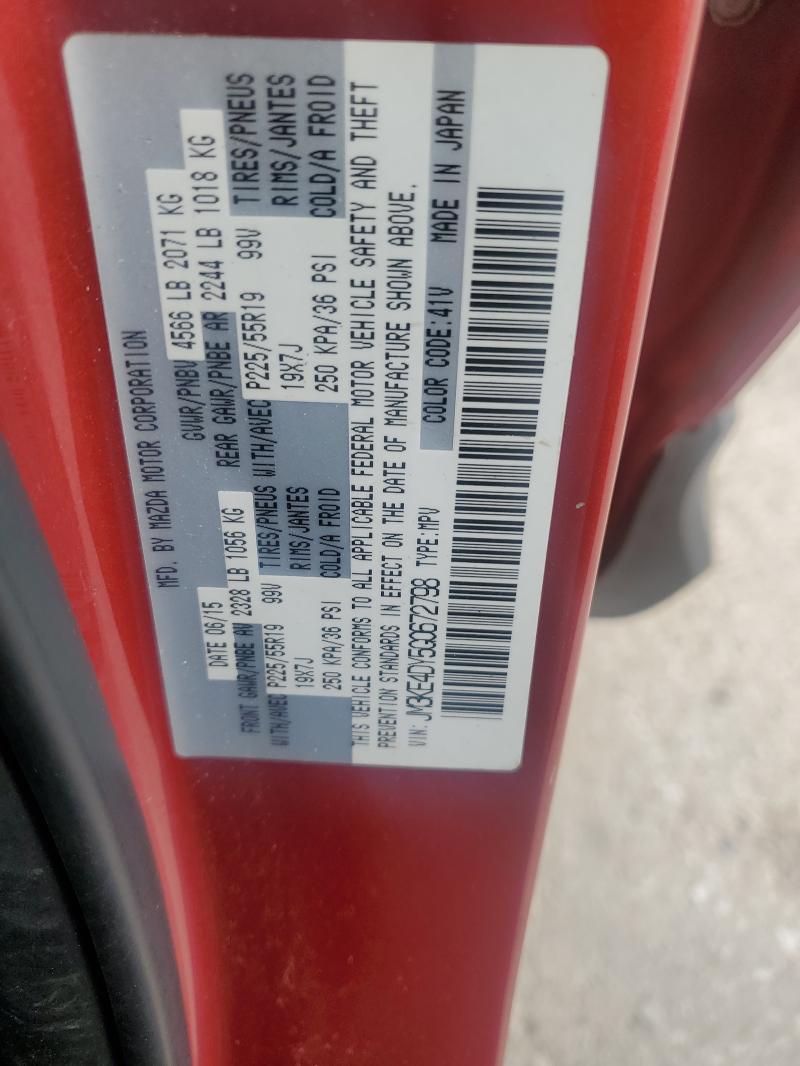 MFD. BY MAZDA MOTOR CORPORATION
DATE 06/15 GVWR/PNBV 4566 LB 2071 KG
FRONT GAWR/PNBE AV 2328 LB 1056 KG REAR GAWR/PNBE AR 2244 LB 1018 KG
WITH/AVEC P225/55R19 99V TIRES/PNEUS WITH/AVEC P225/55R19 99V TIRES/PNEUS
19X7J RIMS/JANTES 19X7J RIMS/JANTES
250 KPA/36 PSI COLD/A FROID 250 KPA/36 PSI COLD/A FROID
THIS VEHICLE CONFORMS TO ALL APPLICABLE FEDERAL MOTOR VEHICLE SAFETY AND THEFT
PREVENTION STANDARDS IN EFFECT ON THE DATE OF MANUFACTURE SHOWN ABOVE.
VIN: JM3KE4DY5G0672798 TYPE: MPV COLOR CODE: 41V MADE IN JAPAN